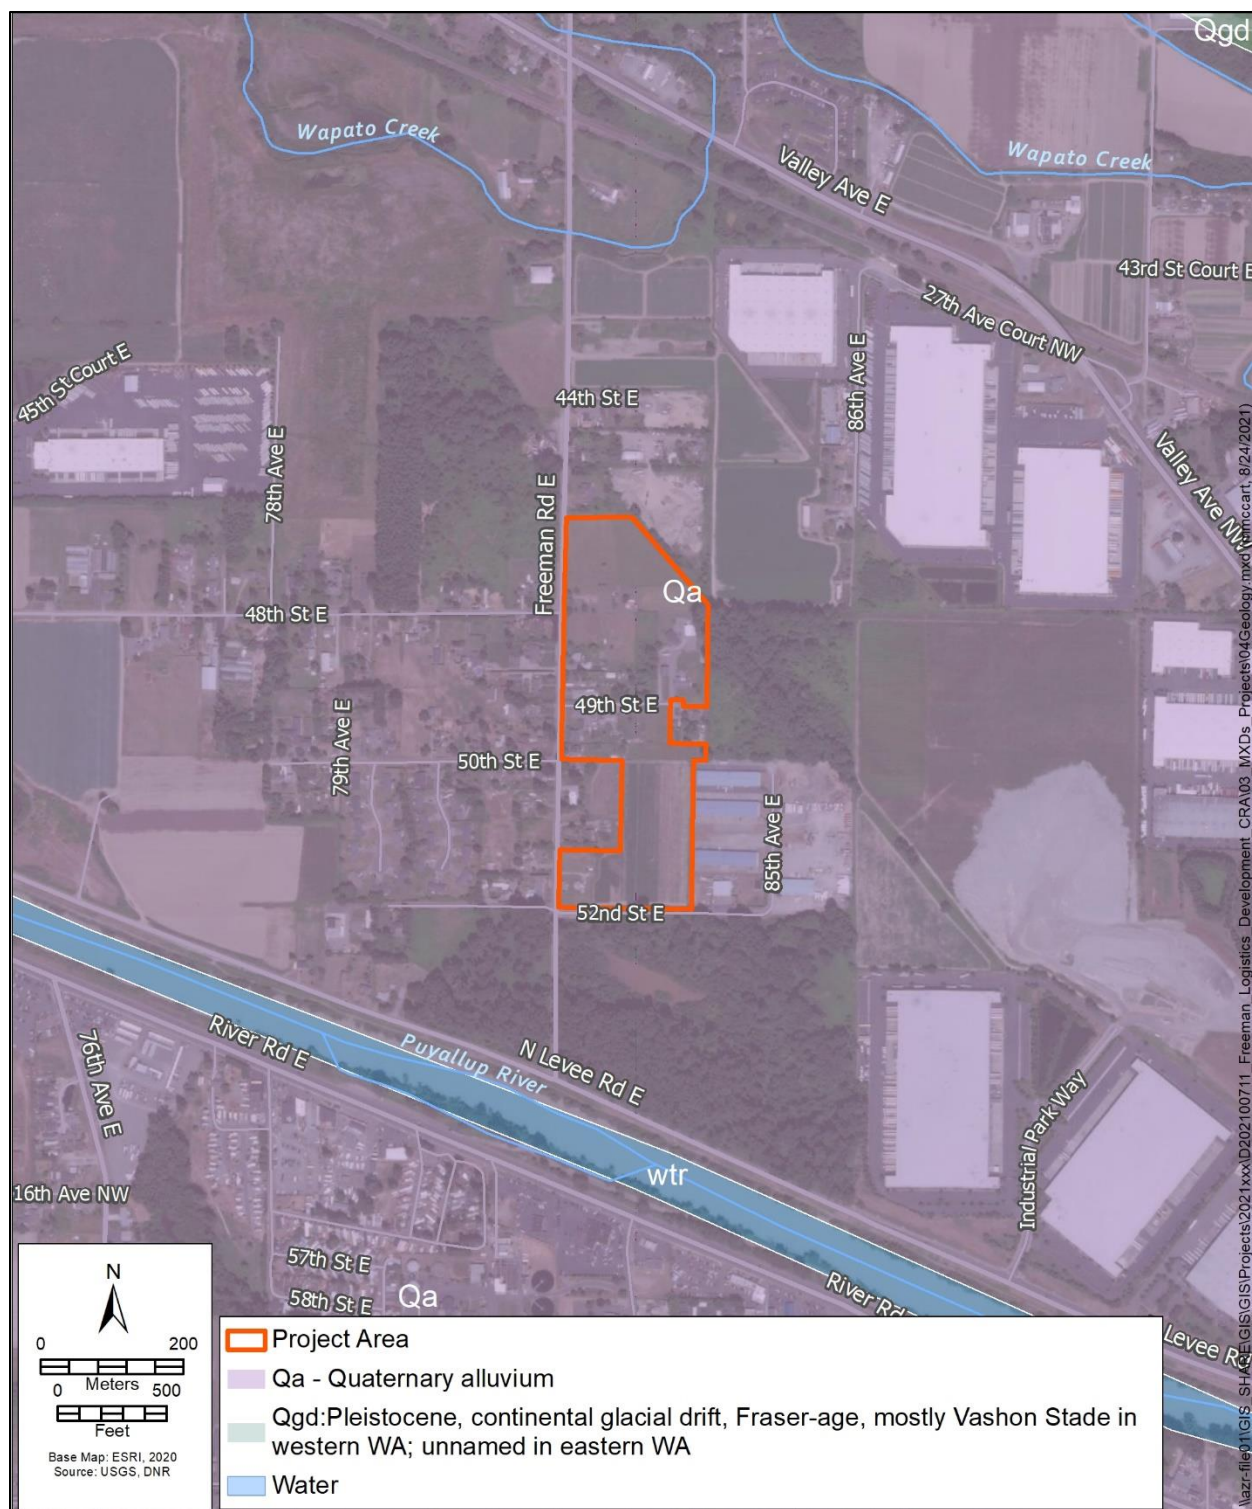 Qgd
Wapato Creek
Wapato Creek
Valley Ave E
43rd St Court E
27th Ave Court NW
86th Ave E
45th St Court E
44th St E
78th Ave E
Freeman Rd E
Valley Ave NW
Qa
48th St E
49th St E
79th Ave E
50th St E
85th Ave E
52nd St E
River Rd E
Puyallup River
N Levee Rd E
76th Ave E
wtr
Industrial Park Way
16th Ave NW
57th St E
58th St E
Qa
River Rd
Levee Rd
N
0 200
Meters
0 500
Feet
Base Map: ESRI, 2020
Source: USGS, DNR
Project Area
Qa - Quaternary alluvium
Qgd:Pleistocene, continental glacial drift, Fraser-age, mostly Vashon Stade in
western WA; unnamed in eastern WA
Water